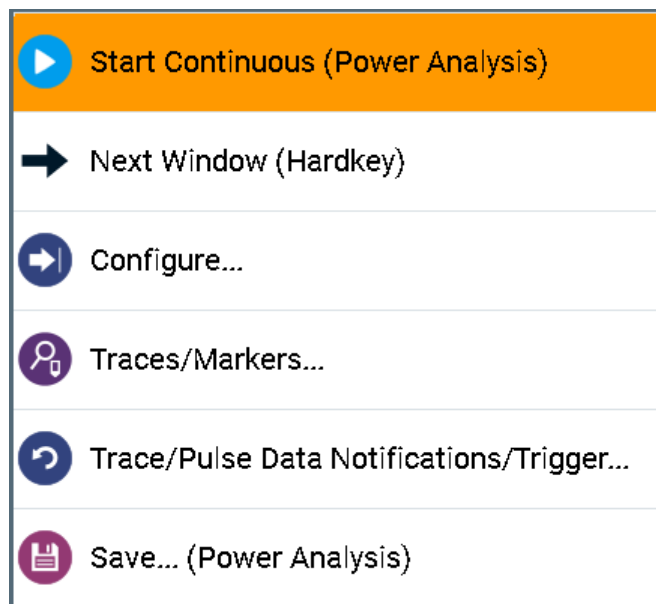 Start Continuous (Power Analysis)
Next Window (Hardkey)
Configure...
Traces/Markers...
Trace/Pulse Data Notifications/Trigger...
Save... (Power Analysis)